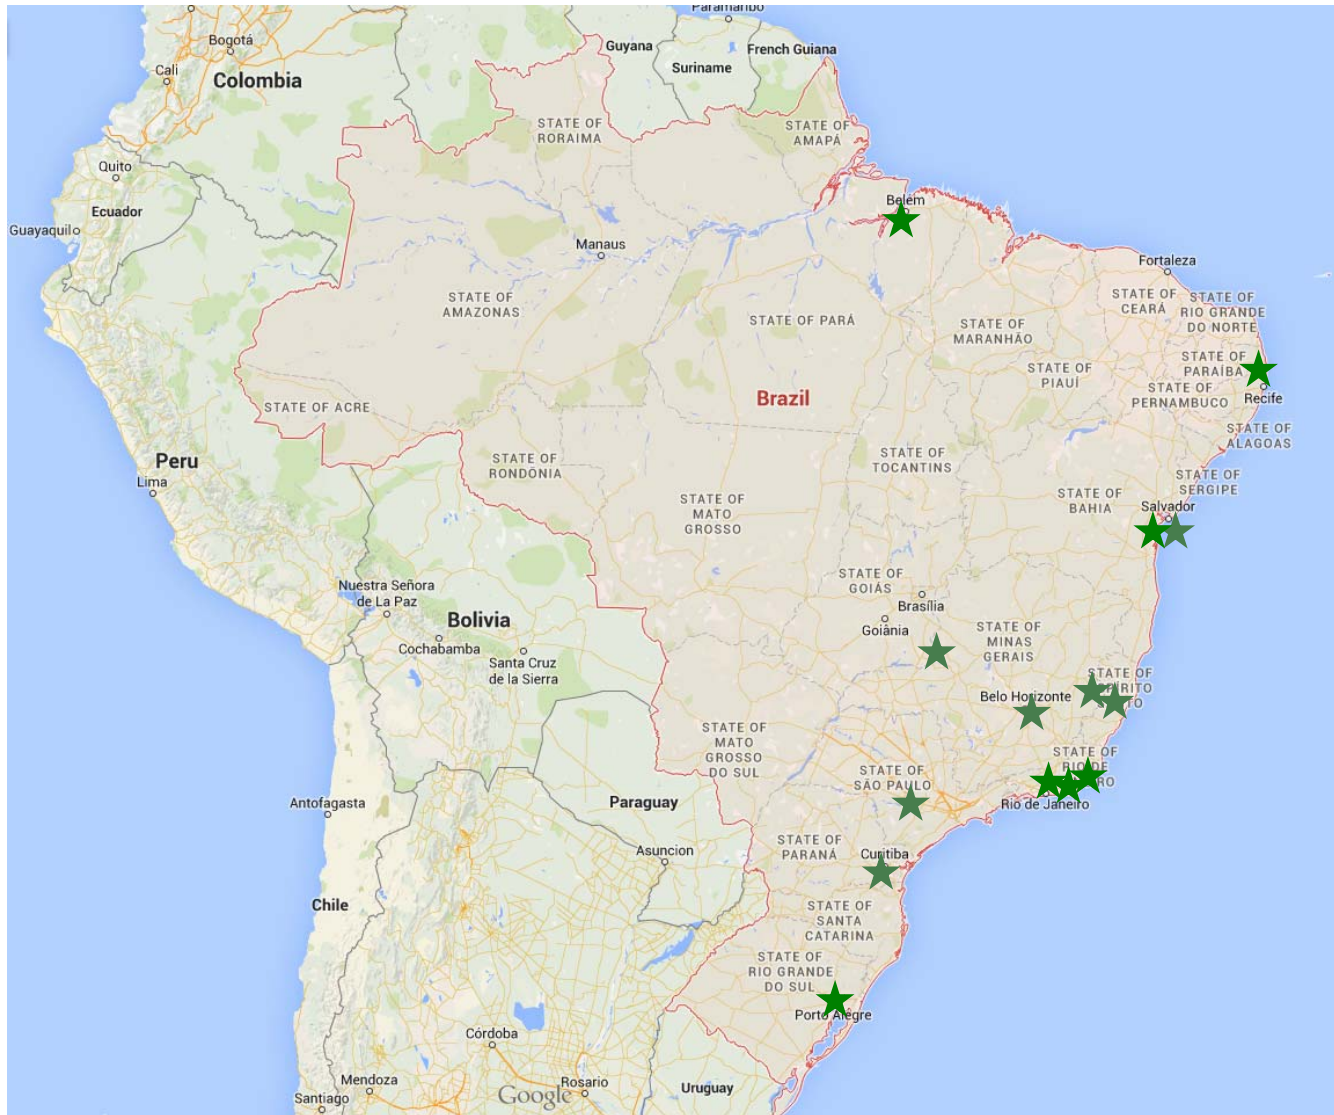 Paramaribo
Bogotá
Guyana
French Guiana
Suriname
Cali
Colombia
STATE OF
RORAIMA
STATE OF
AMAPÁ
Quito
Ecuador
Belém
Guayaquil
Manaus
Fortaleza
STATE OF
AMAZONAS
STATE OF
CEARÁ
STATE OF
RIO GRANDE
DO NORTE
STATE OF PARÁ
STATE OF
MARANHÃO
STATE OF
PARAÍBA
STATE OF
PIAUÍ
STATE OF
PERNAMBUCO
Brazil
Recife
STATE OF ACRE
STATE OF
ALAGOAS
Peru
Lima
STATE OF
RONDÔNIA
STATE OF
TOCANTINS
STATE OF
SERGIPE
STATE OF
MATO
GROSSO
STATE OF
BAHIA
Salvador
Nuestra Señora
de La Paz
STATE OF
GOIÁS
Brasília
Bolivia
Goiânia
STATE OF
MINAS
GERAIS
Cochabamba
Santa Cruz
de la Sierra
STATE OF
Belo Horizonte
STATE OF
MATO
GROSSO
DO SUL
STATE OF
RIO DE
STATE OF
SÃO PAULO
Antofagasta
Paraguay
Rio de Janeiro
Asuncion
STATE OF
PARANÁ
Curitiba
Chile
STATE OF
SANTA
CATARINA
STATE OF
RIO GRANDE
DO SUL
Porto Alegre
Córdoba
Mendoza
Google
Rosario
Uruguay
Santiago